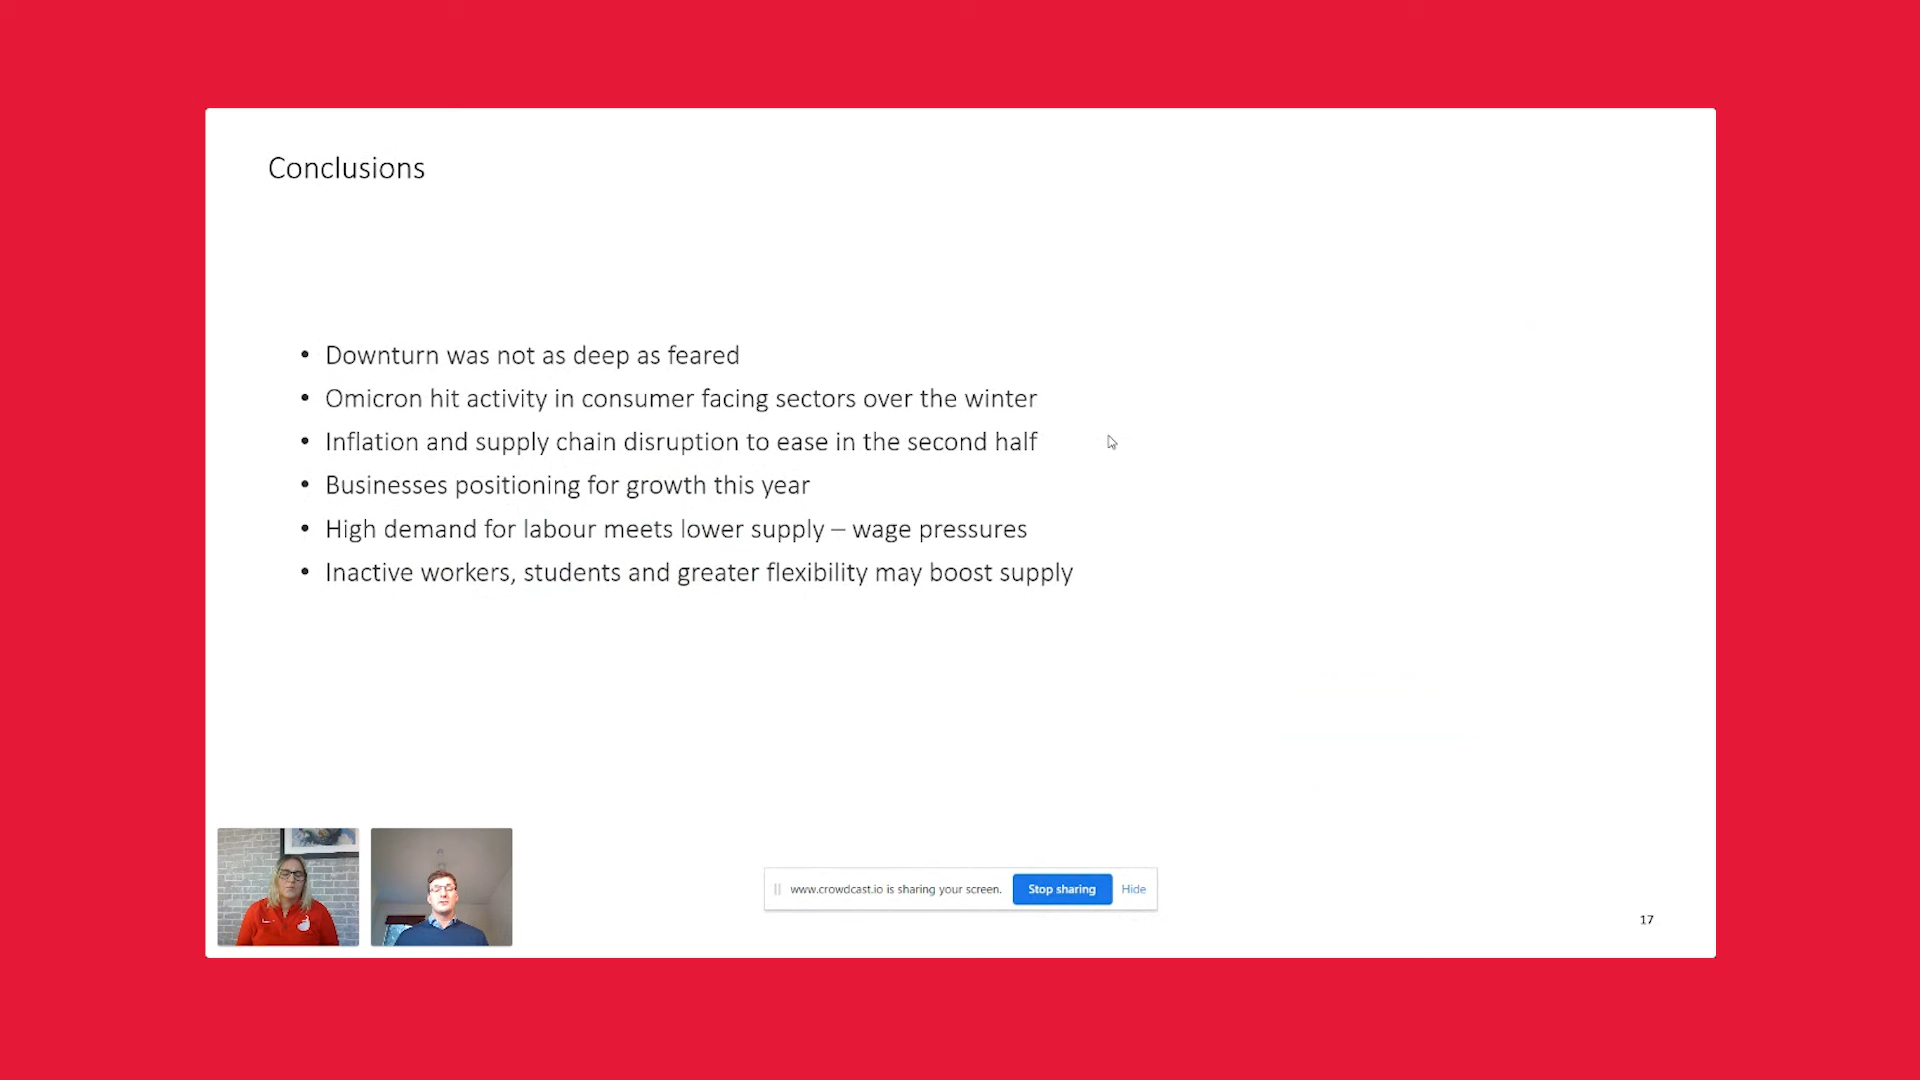 Conclusions
• Downturn was not as deep as feared
• Omicron hit activity in consumer facing sectors over the winter
• Inflation and supply chain disruption to ease in the second half
• Businesses positioning for growth this year
• High demand for labour meets lower supply – wage pressures
• Inactive workers, students and greater flexibility may boost supply
www.crowdcast.io is sharing your screen. Stop sharing Hide
17